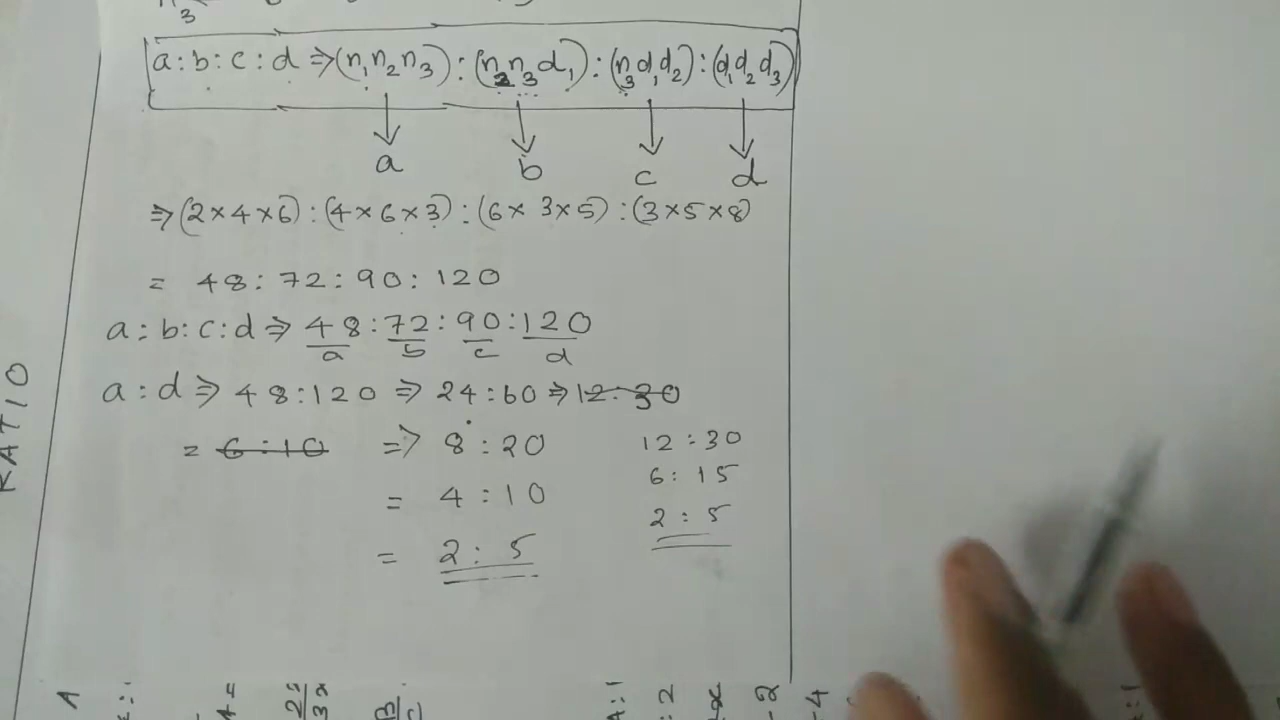 3
a : b : c : d ⇒ (n₁n₂n₃) : (n₂n₃d₁) : (n₃d₁d₂) : (d₁d₂d₃)
a b c d
⇒ (2×4×6) : (4×6×3) : (6×3×5) : (3×5×8)
= 48 : 72 : 90 : 120
a : b : c : d ⇒ 48 : 72 : 90 : 120
a b c d
a : d ⇒ 48 : 120 ⇒ 24 : 60 ⇒ 12 : 30
= 6 : 10 ⇒ 8 : 20
= 4 : 10
= 2 : 5
12 : 30
6 : 15
2 : 5
RATIO